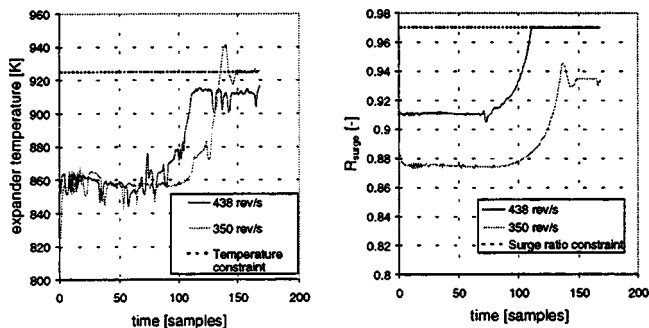 expander temperature [K]
960
940
920
900
880
860
840
820
800
438 rev/s
350 rev/s
Temperature
constraint
0
50
100
150
200
time [samples]
R surge [-]
0.98
0.96
0.94
0.92
0.9
0.88
0.86
0.84
0.82
0.8
438 rev/s
350 rev/s
Surge ratio constraint
0
50
100
150
200
time [samples]